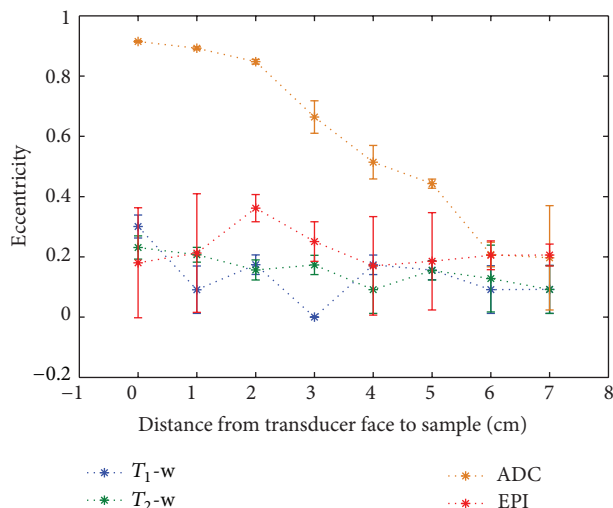 1
0.8
0.6
0.4
0.2
0
−0.2
Eccentricity
−1 0 1 2 3 4 5 6 7 8
Distance from transducer face to sample (cm)
T1-w ADC
T2-w EPI